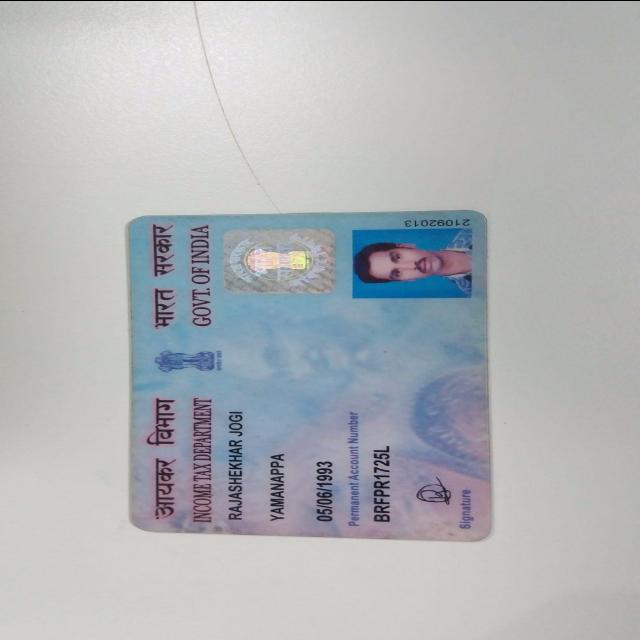 आयकर विभाग भारत सरकार
INCOME TAX DEPARTMENT GOVT. OF INDIA
RAJASHEKHAR JOGI
YAMANAPPA
05/06/1993
Permanent Account Number
BRFPR1725L
Signature
21092013